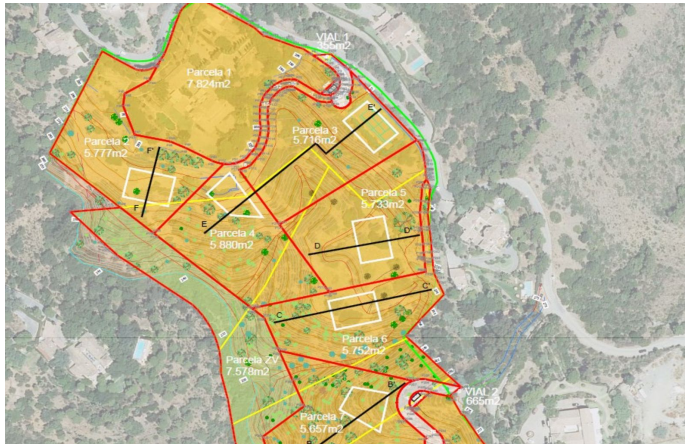 VIAL 1
355m2
Parcela 1
7.824m2
E'
Parcela 3
5.716m2
Parcela 2
5.777m2
F'
Parcela 5
5.733m2
F
E
Parcela 4
5.880m2
D
D'
C'
C
Parcela 6
5.752m2
Parcela ZV
7.578m2
B'
VIAL 2
665m2
Parcela 7
5.657m2